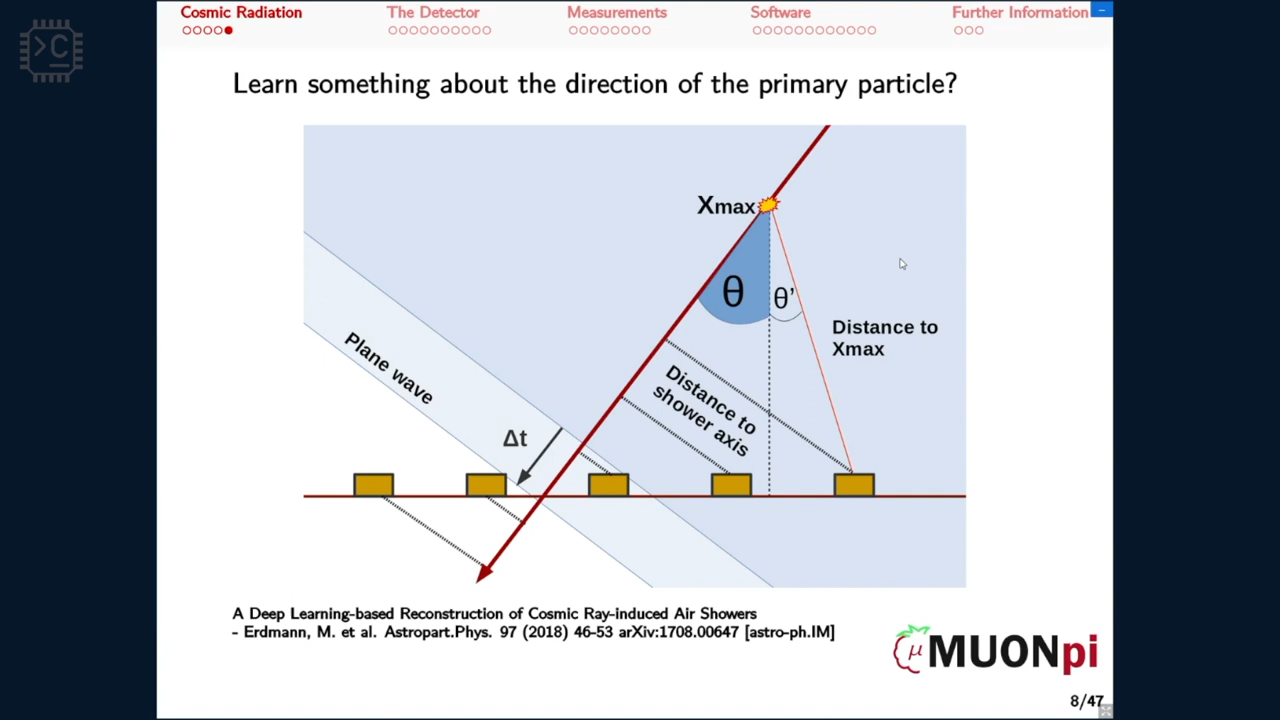 Cosmic Radiation
The Detector
Measurements
Software
Further Information
>C_
Learn something about the direction of the primary particle?
Xmax
θ
θ'
Distance to
Xmax
Plane wave
Distance to
shower axis
Δt
A Deep Learning-based Reconstruction of Cosmic Ray-induced Air Showers
- Erdmann, M. et al. Astropart.Phys. 97 (2018) 46-53 arXiv:1708.00647 [astro-ph.IM]
μ MUONpi
8/47